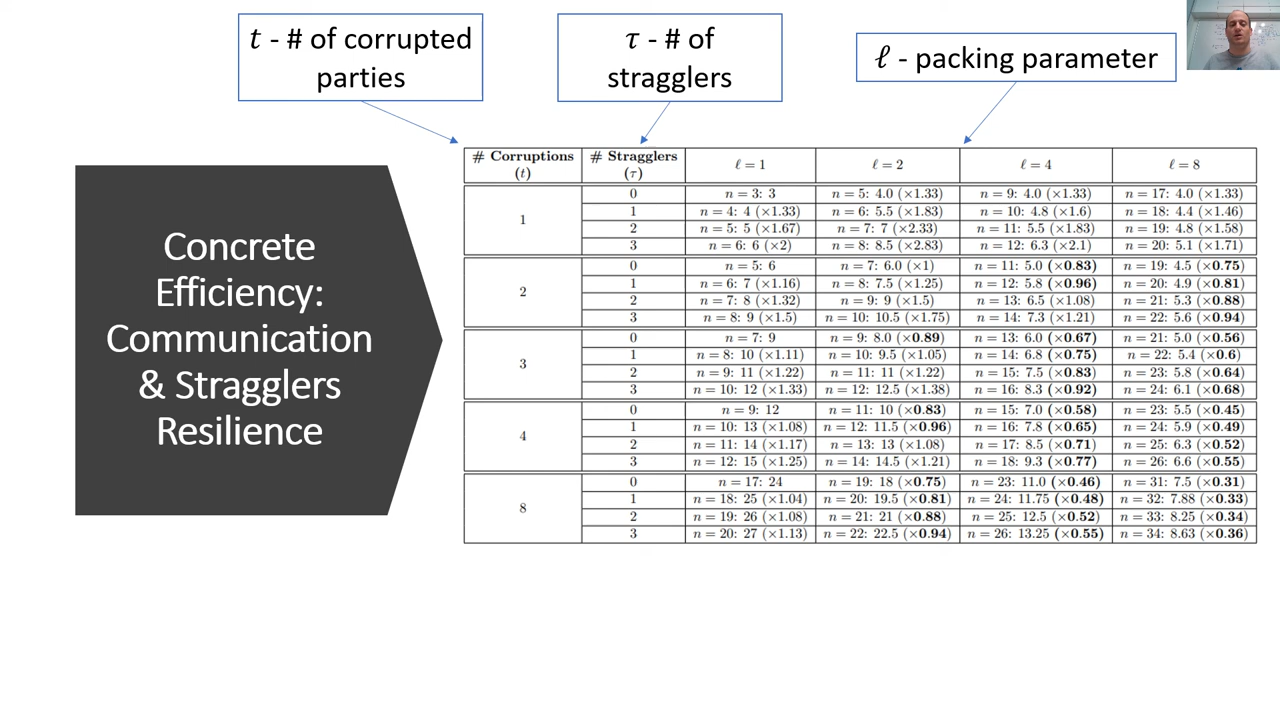 t - # of corrupted
parties
τ - # of
stragglers
ℓ - packing parameter
Concrete
Efficiency:
Communication
& Stragglers
Resilience
# Corruptions (t) # Stragglers (τ) ℓ = 1 ℓ = 2 ℓ = 4 ℓ = 8
1
0 n = 3: 3 n = 5: 4.0 (×1.33) n = 9: 4.0 (×1.33) n = 17: 4.0 (×1.33)
1 n = 4: 4 (×1.33) n = 6: 5.5 (×1.83) n = 10: 4.8 (×1.6) n = 18: 4.4 (×1.46)
2 n = 5: 5 (×1.67) n = 7: 7 (×2.33) n = 11: 5.5 (×1.83) n = 19: 4.8 (×1.58)
3 n = 6: 6 (×2) n = 8: 8.5 (×2.83) n = 12: 6.3 (×2.1) n = 20: 5.1 (×1.71)
2
0 n = 5: 6 n = 7: 6.0 (×1) n = 11: 5.0 (×0.83) n = 19: 4.5 (×0.75)
1 n = 6: 7 (×1.16) n = 8: 7.5 (×1.25) n = 12: 5.8 (×0.96) n = 20: 4.9 (×0.81)
2 n = 7: 8 (×1.32) n = 9: 9 (×1.5) n = 13: 6.5 (×1.08) n = 21: 5.3 (×0.88)
3 n = 8: 9 (×1.5) n = 10: 10.5 (×1.75) n = 14: 7.3 (×1.21) n = 22: 5.6 (×0.94)
3
0 n = 7: 9 n = 9: 8.0 (×0.89) n = 13: 6.0 (×0.67) n = 21: 5.0 (×0.56)
1 n = 8: 10 (×1.11) n = 10: 9.5 (×1.05) n = 14: 6.8 (×0.75) n = 22: 5.4 (×0.6)
2 n = 9: 11 (×1.22) n = 11: 11 (×1.22) n = 15: 7.5 (×0.83) n = 23: 5.8 (×0.64)
3 n = 10: 12 (×1.33) n = 12: 12.5 (×1.38) n = 16: 8.3 (×0.92) n = 24: 6.1 (×0.68)
4
0 n = 9: 12 n = 11: 10 (×0.83) n = 15: 7.0 (×0.58) n = 23: 5.5 (×0.45)
1 n = 10: 13 (×1.08) n = 12: 11.5 (×0.96) n = 16: 7.8 (×0.65) n = 24: 5.9 (×0.49)
2 n = 11: 14 (×1.17) n = 13: 13 (×1.08) n = 17: 8.5 (×0.71) n = 25: 6.3 (×0.52)
3 n = 12: 15 (×1.25) n = 14: 14.5 (×1.21) n = 18: 9.3 (×0.77) n = 26: 6.6 (×0.55)
8
0 n = 17: 24 n = 19: 18 (×0.75) n = 23: 11.0 (×0.46) n = 31: 7.5 (×0.31)
1 n = 18: 25 (×1.04) n = 20: 19.5 (×0.81) n = 24: 11.75 (×0.48) n = 32: 7.88 (×0.33)
2 n = 19: 26 (×1.08) n = 21: 21 (×0.88) n = 25: 12.5 (×0.52) n = 33: 8.25 (×0.34)
3 n = 20: 27 (×1.13) n = 22: 22.5 (×0.94) n = 26: 13.25 (×0.55) n = 34: 8.63 (×0.36)